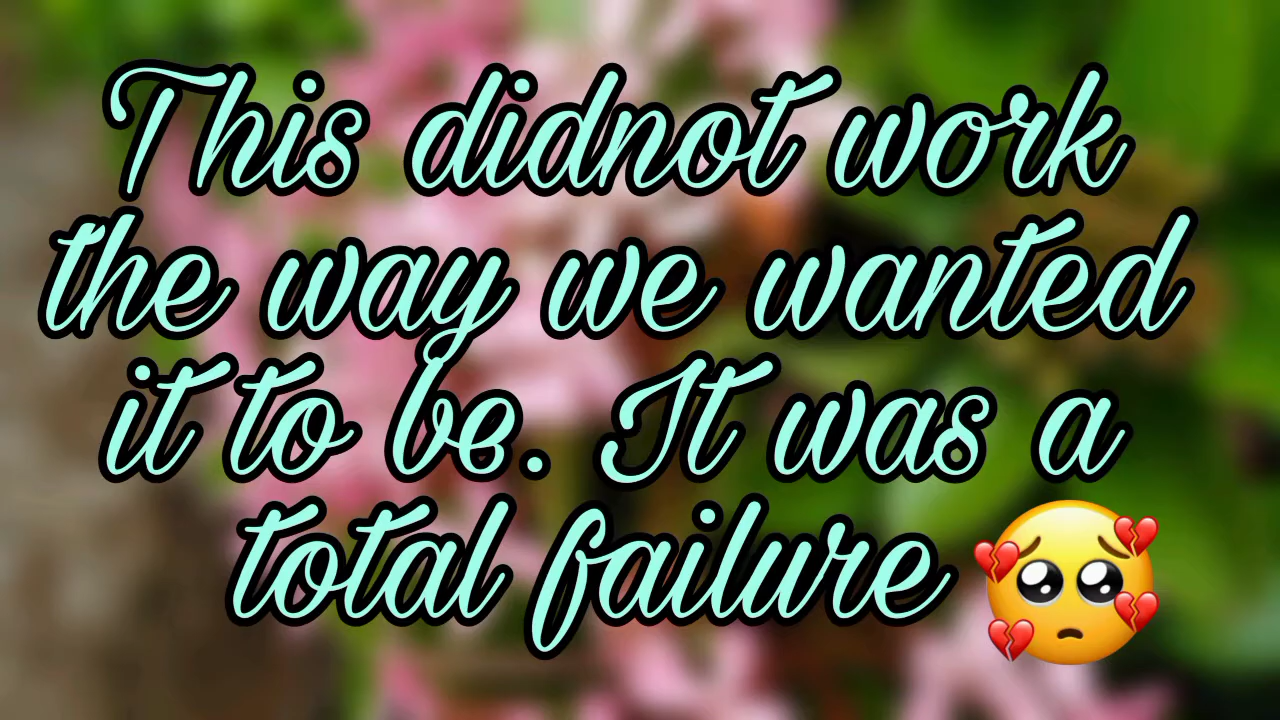 This didnot work
the way we wanted
it to be. It was a
total failure